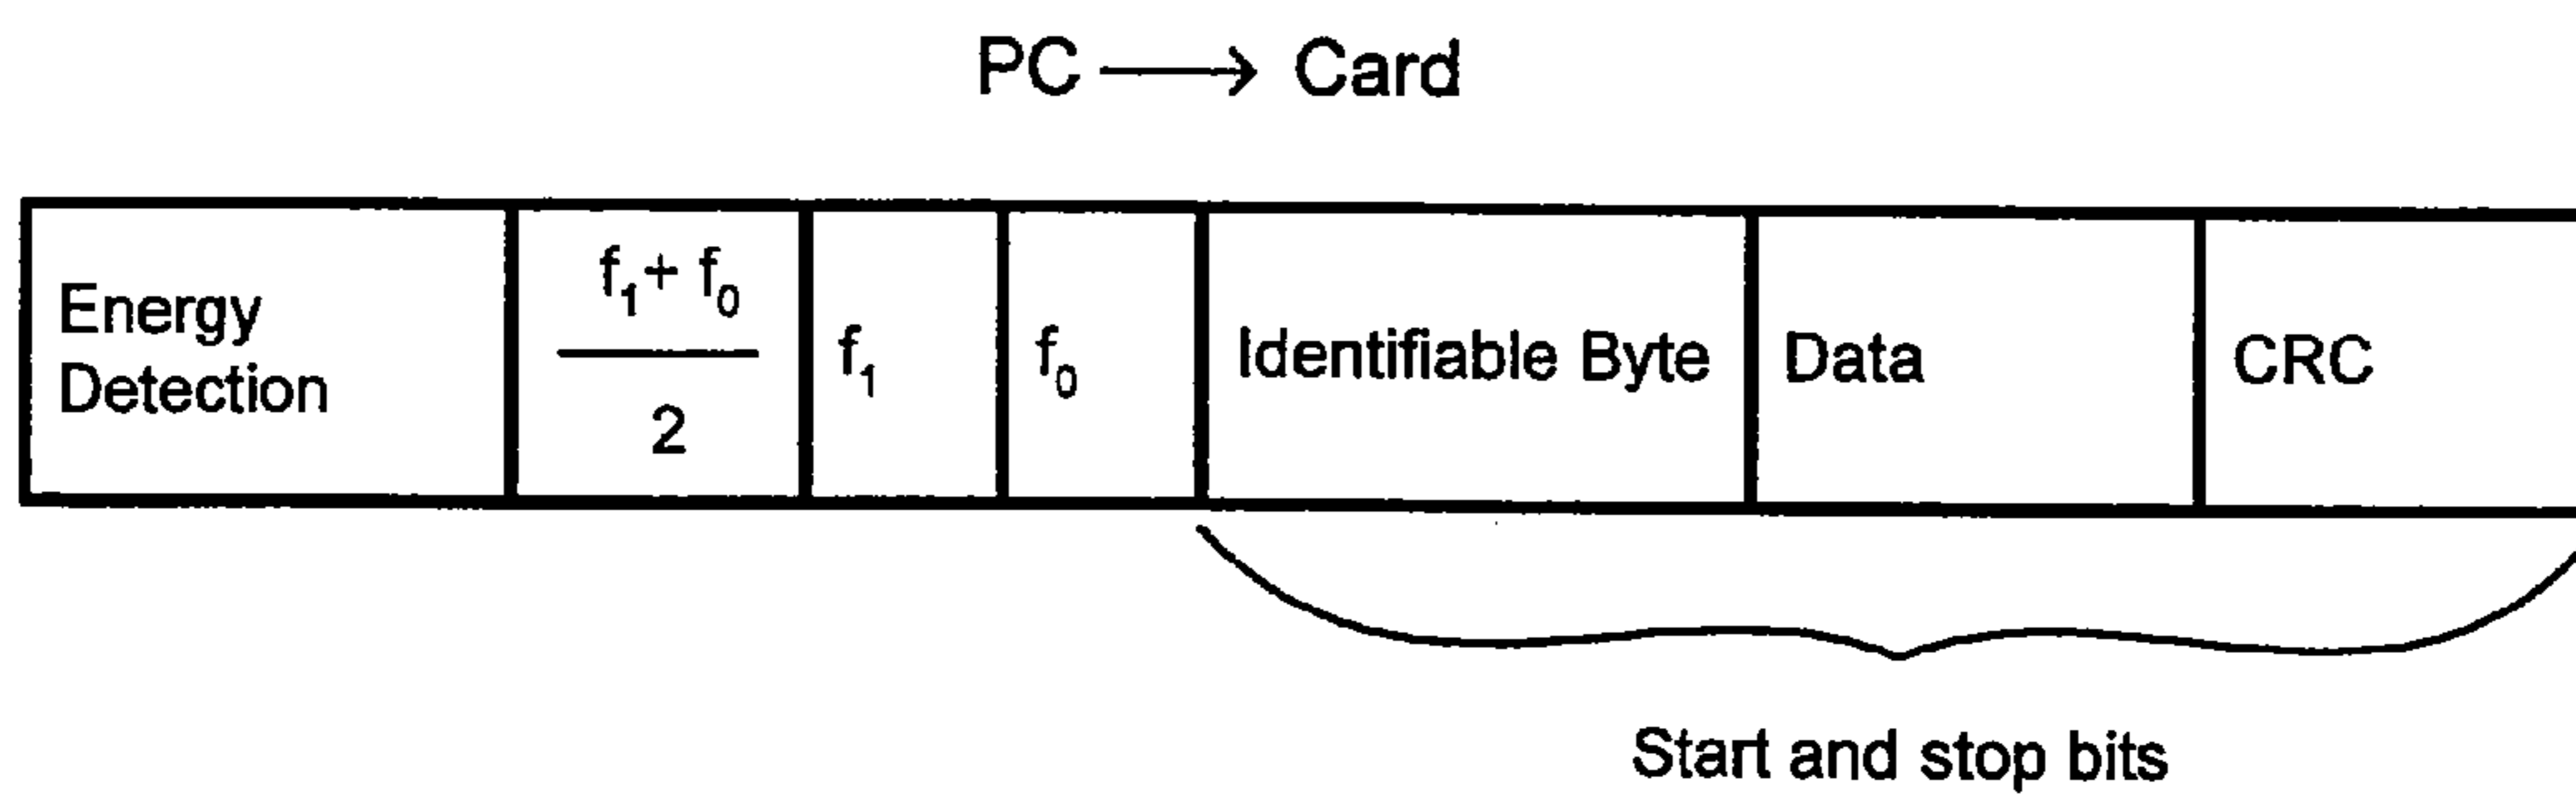 PC → Card
Energy
Detection
f₁ + f₀
2
f₁
f₀
Identifiable Byte
Data
CRC
Start and stop bits